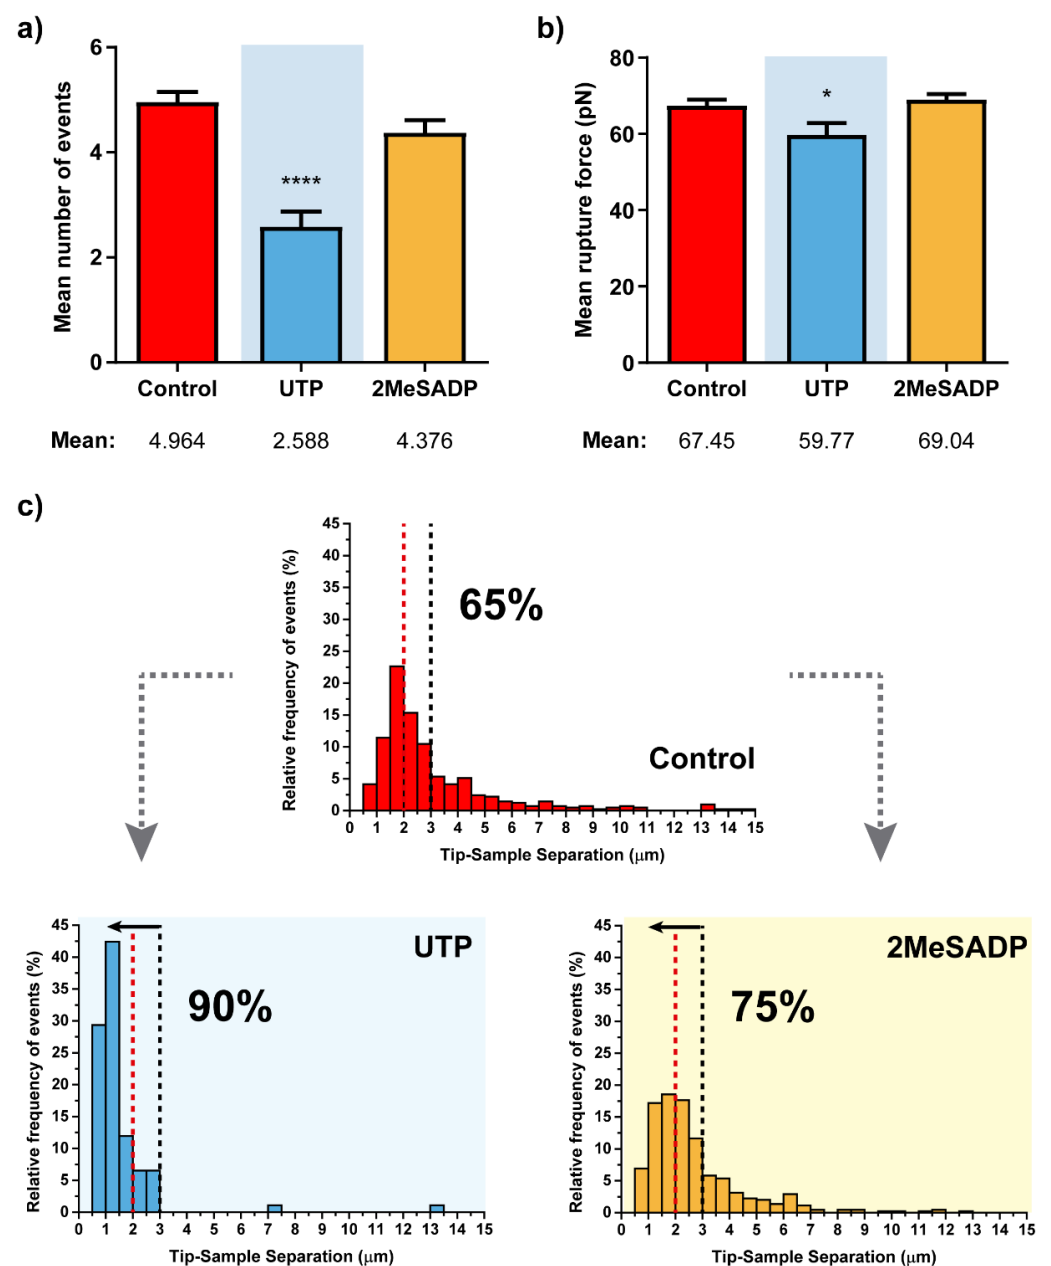 a)
Mean number of events
6
4
2
0
****
Control UTP 2MeSADP
Mean: 4.964 2.588 4.376
b)
Mean rupture force (pN)
80
60
40
20
0
*
Control UTP 2MeSADP
Mean: 67.45 59.77 69.04
c)
Relative frequency of events (%)
45
40
35
30
25
20
15
10
5
0
65%
Control
0 1 2 3 4 5 6 7 8 9 10 11 12 13 14 15
Tip-Sample Separation (μm)
Relative frequency of events (%)
45
40
35
30
25
20
15
10
5
0
UTP
90%
0 1 2 3 4 5 6 7 8 9 10 11 12 13 14 15
Tip-Sample Separation (μm)
Relative frequency of events (%)
45
40
35
30
25
20
15
10
5
0
2MeSADP
75%
0 1 2 3 4 5 6 7 8 9 10 11 12 13 14 15
Tip-Sample Separation (μm)